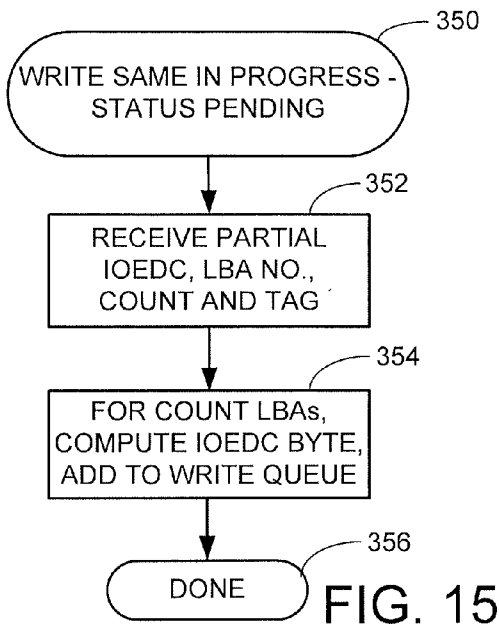 350
WRITE SAME IN PROGRESS -
STATUS PENDING
352
RECEIVE PARTIAL
IOEDC, LBA NO.,
COUNT AND TAG
354
FOR COUNT LBAs,
COMPUTE IOEDC BYTE,
ADD TO WRITE QUEUE
356
DONE
FIG. 15